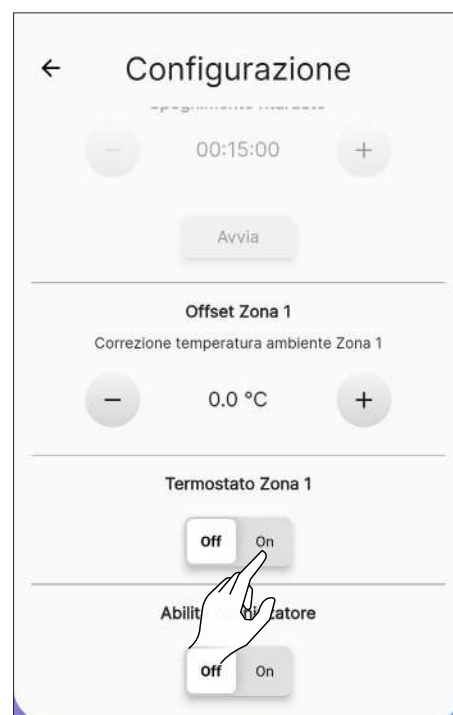 Configurazione
00:15:00
Avvia
Offset Zona 1
Correzione temperatura ambiente Zona 1
0.0 °C
Termostato Zona 1
Off On
Off On